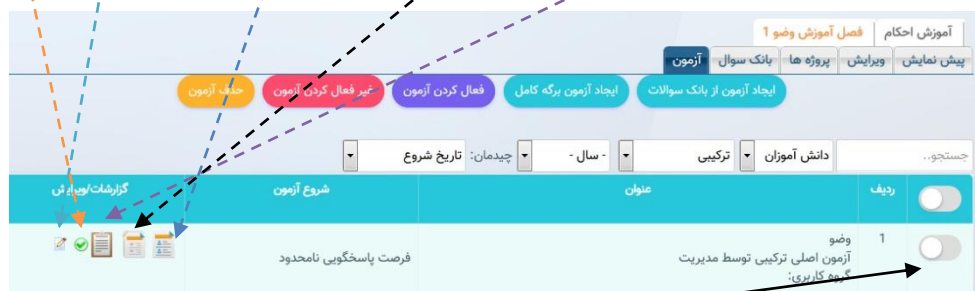 آموزش احکام فصل آموزش وضو 1
پیش نمایش ویرایش پروژه ها بانک سوال آزمون
ایجاد آزمون از بانک سوالات ایجاد آزمون برگه کامل فعال کردن آزمون غیر فعال کردن آزمون حذف آزمون
جستجو.. دانش آموزان ترکیبی - سال - چیدمان: تاریخ شروع
ردیف عنوان شروع آزمون گزارشات/ویرایش
1 وضو
آزمون اصلی ترکیبی توسط مدیریت فرصت پاسخگویی نامحدود
گروه کاربری: